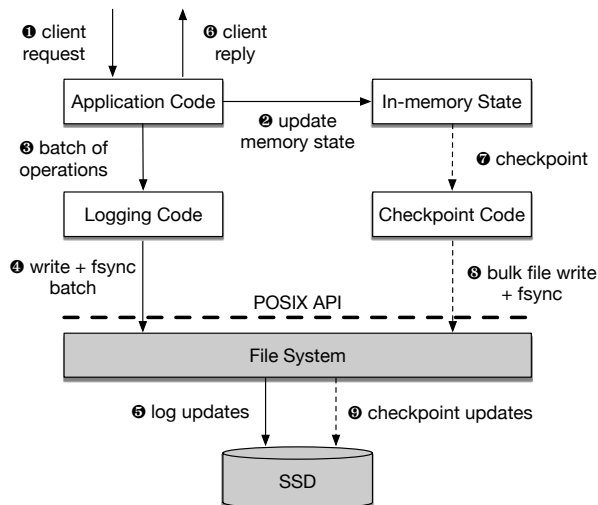 ❶ client
request
❻ client
reply
Application Code
In-memory State
❷ update
memory state
❸ batch of
operations
❼ checkpoint
Logging Code
Checkpoint Code
❹ write + fsync
batch
❽ bulk file write
+ fsync
POSIX API
File System
❺ log updates
❾ checkpoint updates
SSD